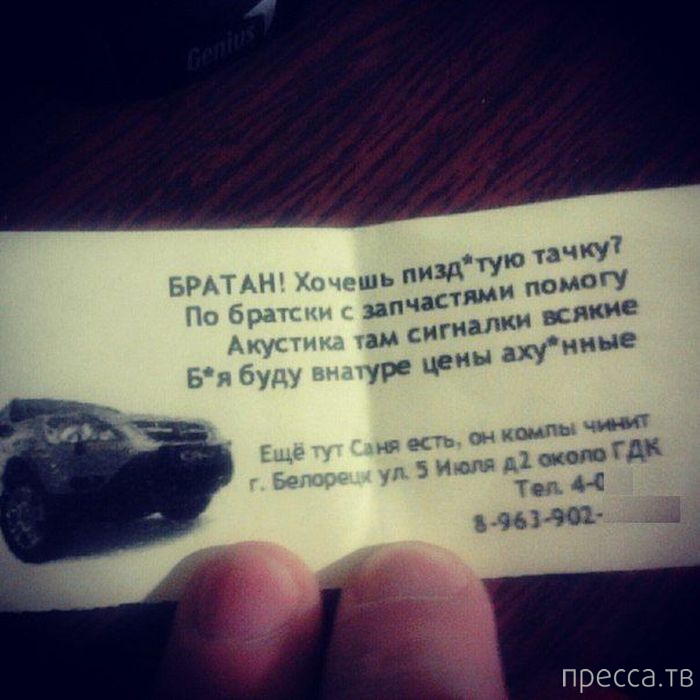 Genius
БРАТАН! Хочешь пизд*тую тачку?
По братски с запчастями помогу
Акустика там сигналки всякие
Б*я буду внатуре цены аху*нные
Ещё тут Саня есть, он компы чинит
г. Белорецк ул. 5 Июля д2 около ГДК
Тел. 4-0
8-963-902-
пресса.тв